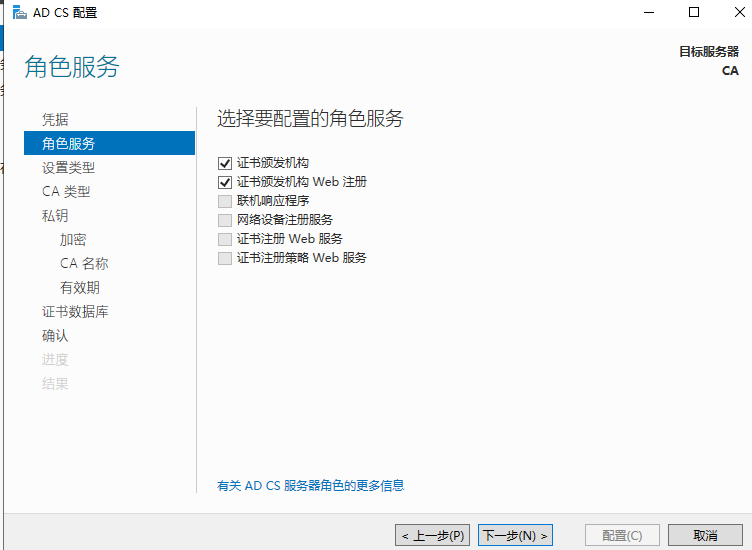 AD CS 配置
角色服务
目标服务器
CA
凭据
角色服务
设置类型
CA 类型
私钥
加密
CA 名称
有效期
证书数据库
确认
进度
结果
选择要配置的角色服务
证书颁发机构
证书颁发机构 Web 注册
联机响应程序
网络设备注册服务
证书注册 Web 服务
证书注册策略 Web 服务
有关 AD CS 服务器角色的更多信息
< 上一步(P)
下一步(N) >
配置(C)
取消